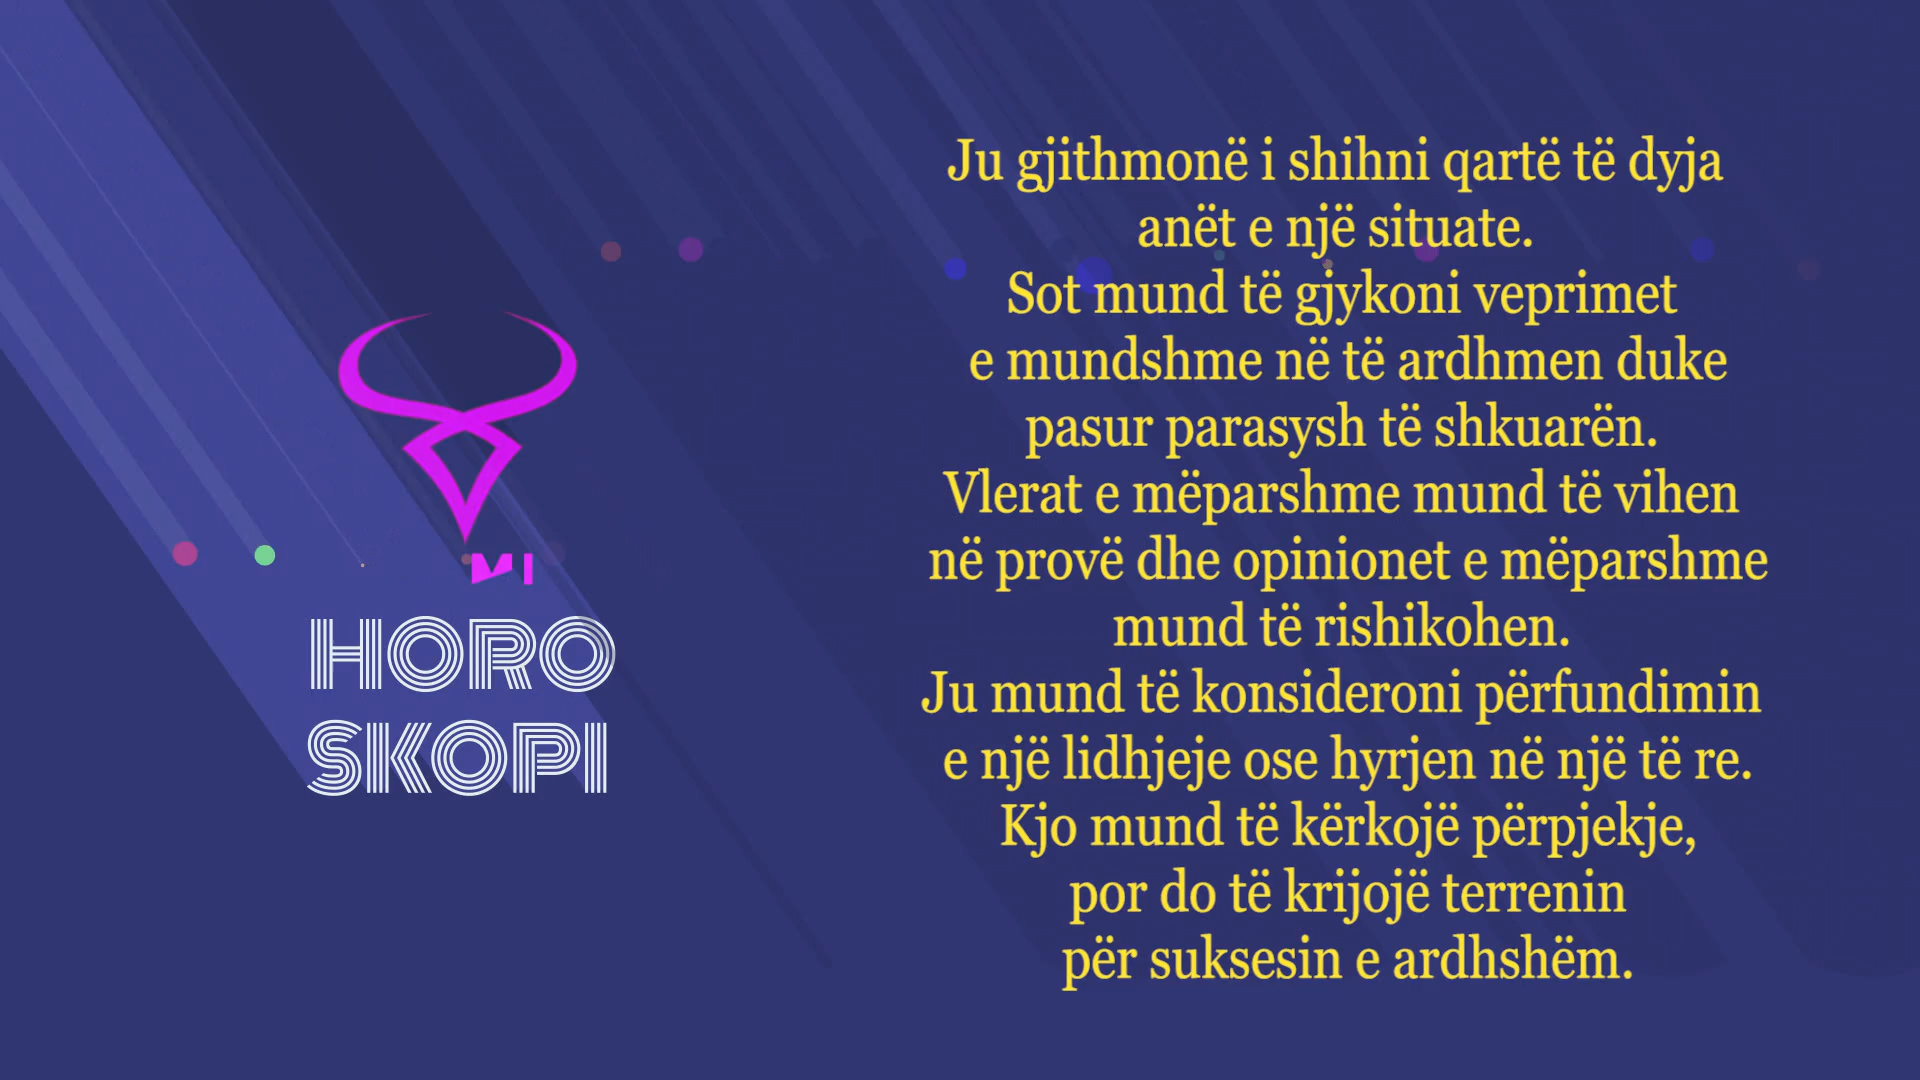 HORO
SKOPI
Ju gjithmonë i shihni qartë të dyja
anët e një situate.
Sot mund të gjykoni veprimet
e mundshme në të ardhmen duke
pasur parasysh të shkuarën.
Vlerat e mëparshme mund të vihen
në provë dhe opinionet e mëparshme
mund të rishikohen.
Ju mund të konsideroni përfundimin
e një lidhjeje ose hyrjen në një të re.
Kjo mund të kërkojë përpjekje,
por do të krijojë terrenin
për suksesin e ardhshëm.